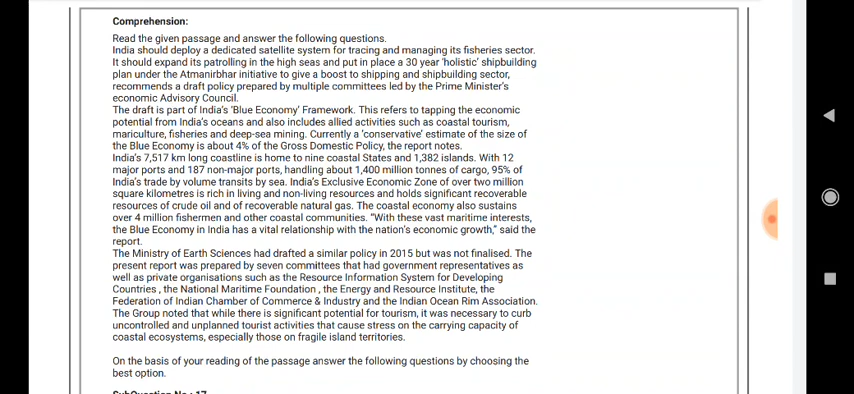 Comprehension:
Read the given passage and answer the following questions.
India should deploy a dedicated satellite system for tracing and managing its fisheries sector.
It should expand its patrolling in the high seas and put in place a 30 year 'holistic' shipbuilding
plan under the Atmanirbhar initiative to give a boost to shipping and shipbuilding sector,
recommends a draft policy prepared by multiple committees led by the Prime Minister's
economic Advisory Council.
The draft is part of India's 'Blue Economy' Framework. This refers to tapping the economic
potential from India's oceans and also includes allied activities such as coastal tourism,
mariculture, fisheries and deep-sea mining. Currently a 'conservative' estimate of the size of
the Blue Economy is about 4% of the Gross Domestic Policy, the report notes.
India's 7,517 km long coastline is home to nine coastal States and 1,382 islands. With 12
major ports and 187 non-major ports, handling about 1,400 million tonnes of cargo, 95% of
India's trade by volume transits by sea. India's Exclusive Economic Zone of over two million
square kilometres is rich in living and non-living resources and holds significant recoverable
resources of crude oil and of recoverable natural gas. The coastal economy also sustains
over 4 million fishermen and other coastal communities. “With these vast maritime interests,
the Blue Economy in India has a vital relationship with the nation's economic growth,” said the
report.
The Ministry of Earth Sciences had drafted a similar policy in 2015 but was not finalised. The
present report was prepared by seven committees that had government representatives as
well as private organisations such as the Resource Information System for Developing
Countries , the National Maritime Foundation , the Energy and Resource Institute, the
Federation of Indian Chamber of Commerce & Industry and the Indian Ocean Rim Association.
The Group noted that while there is significant potential for tourism, it was necessary to curb
uncontrolled and unplanned tourist activities that cause stress on the carrying capacity of
coastal ecosystems, especially those on fragile island territories.
On the basis of your reading of the passage answer the following questions by choosing the
best option.
SubQuestion No : 17